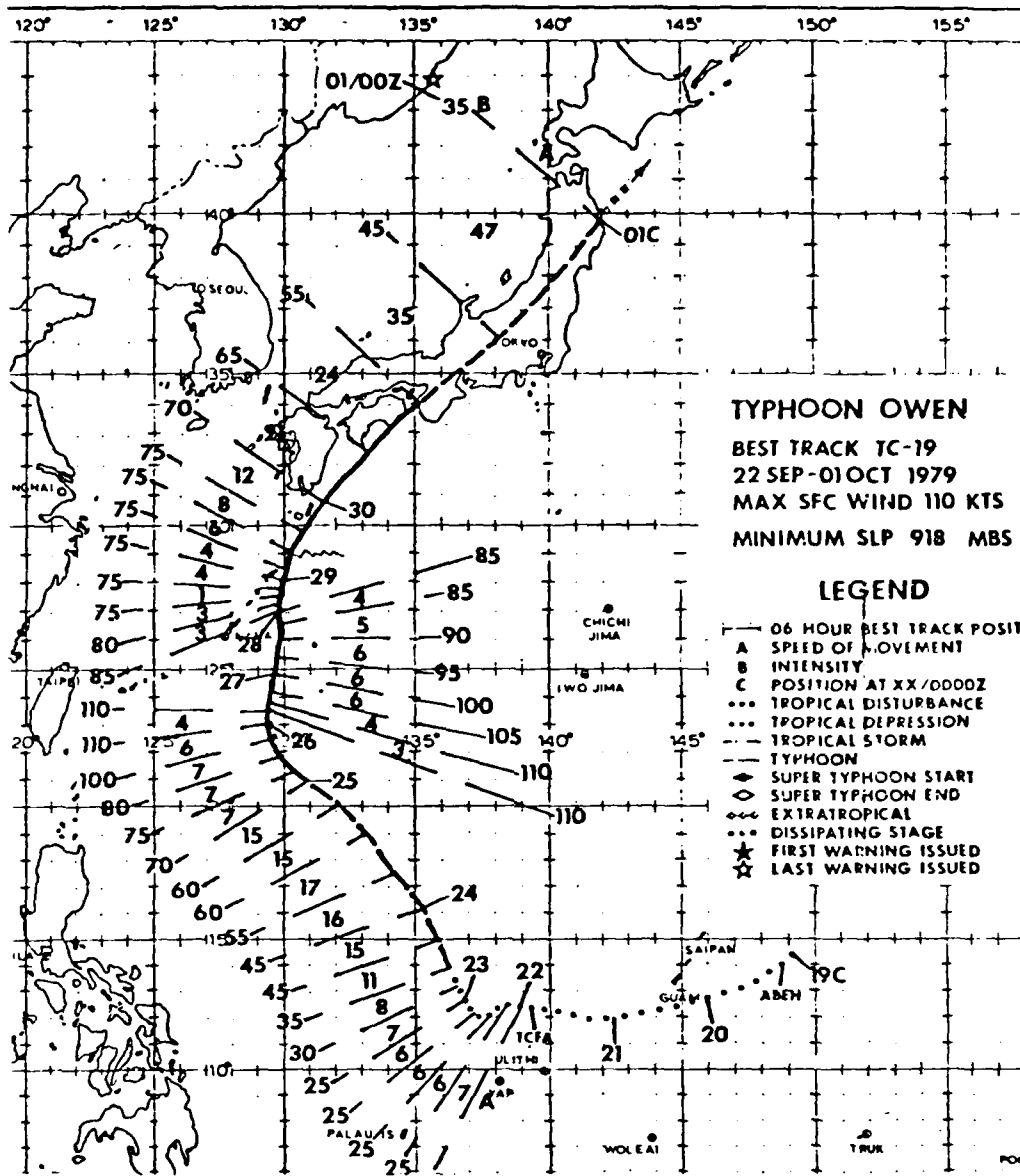 120° 125° 130° 135° 140° 145° 150° 155°
01/00Z
35 B
A
40
45 47
01C
SEOUL
55
35
65
35
24
70
75
12
75
8
30
75
4
29
85
75
4
4
85
75
80
28
5
90
CHICHI
JIMA
6
TAIPEI
85
27
6
95
IWO JIMA
110
6
100
4
4
105
120° 125° 130° 135° 140° 145°
110
6
26
3
110
100
7
25
110
80
7
75
7
15
70
15
60
17
24
60
16
115
55
15
SAIPAN
45
11
23
22
19C
45
8
GUAM
ABEH
35
7
TCFA
20
30
6
ULITHI
21
110
25
6
6
7
YAP
A
25
PALAU IS
25
25
WOLEAI
TRUK
TYPHOON OWEN
BEST TRACK TC-19
22 SEP-01 OCT 1979
MAX SFC WIND 110 KTS
MINIMUM SLP 918 MBS
LEGEND
06 HOUR BEST TRACK POSIT
A SPEED OF MOVEMENT
B INTENSITY
C POSITION AT XX/0000Z
TROPICAL DISTURBANCE
TROPICAL DEPRESSION
TROPICAL STORM
TYPHOON
SUPER TYPHOON START
SUPER TYPHOON END
EXTRATROPICAL
DISSIPATING STAGE
FIRST WARNING ISSUED
LAST WARNING ISSUED